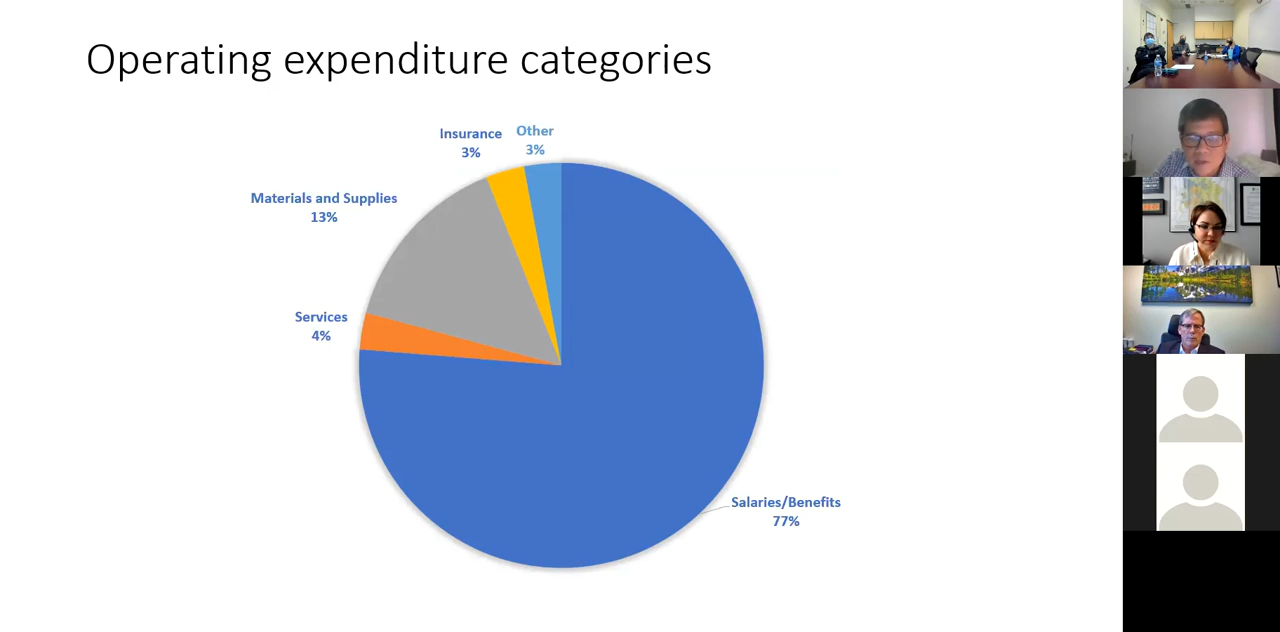 Operating expenditure categories
Insurance
3%
Other
3%
Materials and Supplies
13%
Services
4%
Salaries/Benefits
77%